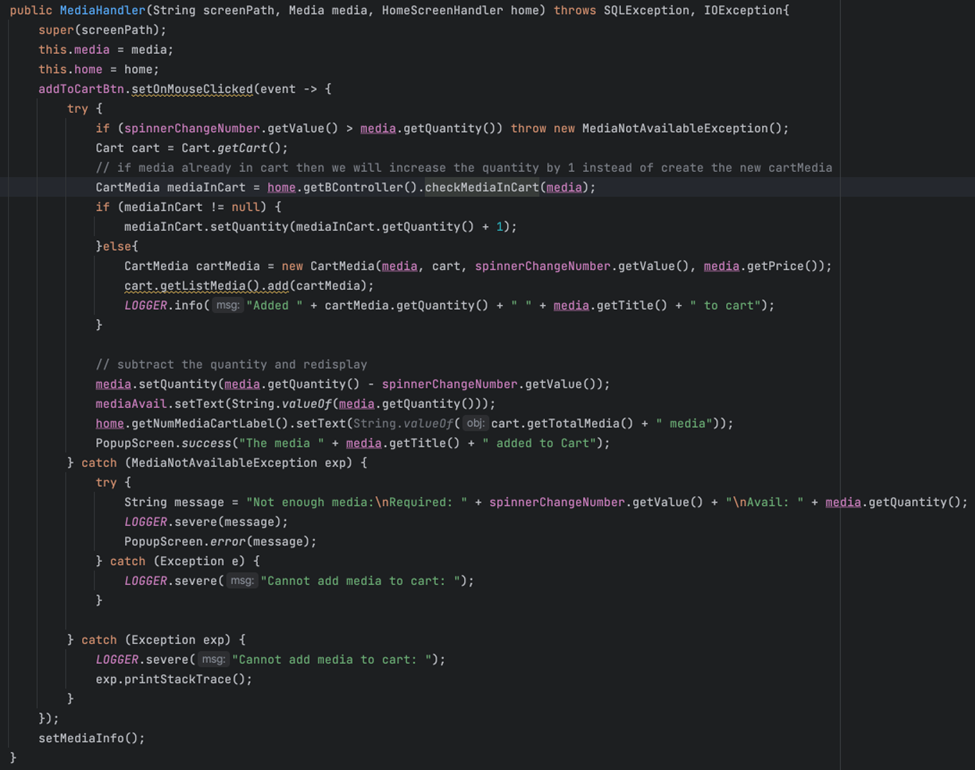 public MediaHandler(String screenPath, Media media, HomeScreenHandler home) throws SQLException, IOException{
    super(screenPath);
    this.media = media;
    this.home = home;
    addToCartBtn.setOnMouseClicked(event -> {
        try {
            if (spinnerChangeNumber.getValue() > media.getQuantity()) throw new MediaNotAvailableException();
            Cart cart = Cart.getCart();
            // if media already in cart then we will increase the quantity by 1 instead of create the new cartMedia
            CartMedia mediaInCart = home.getBController().checkMediaInCart(media);
            if (mediaInCart != null) {
                mediaInCart.setQuantity(mediaInCart.getQuantity() + 1);
            }else{
                CartMedia cartMedia = new CartMedia(media, cart, spinnerChangeNumber.getValue(), media.getPrice());
                cart.getListMedia().add(cartMedia);
                LOGGER.info( msg: "Added " + cartMedia.getQuantity() + " " + media.getTitle() + " to cart");
            }

            // subtract the quantity and redisplay
            media.setQuantity(media.getQuantity() - spinnerChangeNumber.getValue());
            mediaAvail.setText(String.valueOf(media.getQuantity()));
            home.getNumMediaCartLabel().setText(String.valueOf( obj: cart.getTotalMedia() + " media"));
            PopupScreen.success("The media " + media.getTitle() + " added to Cart");
        } catch (MediaNotAvailableException exp) {
            try {
                String message = "Not enough media:\nRequired: " + spinnerChangeNumber.getValue() + "\nAvail: " + media.getQuantity();
                LOGGER.severe(message);
                PopupScreen.error(message);
            } catch (Exception e) {
                LOGGER.severe( msg: "Cannot add media to cart: ");
            }

        } catch (Exception exp) {
            LOGGER.severe( msg: "Cannot add media to cart: ");
            exp.printStackTrace();
        }
    });
    setMediaInfo();
}